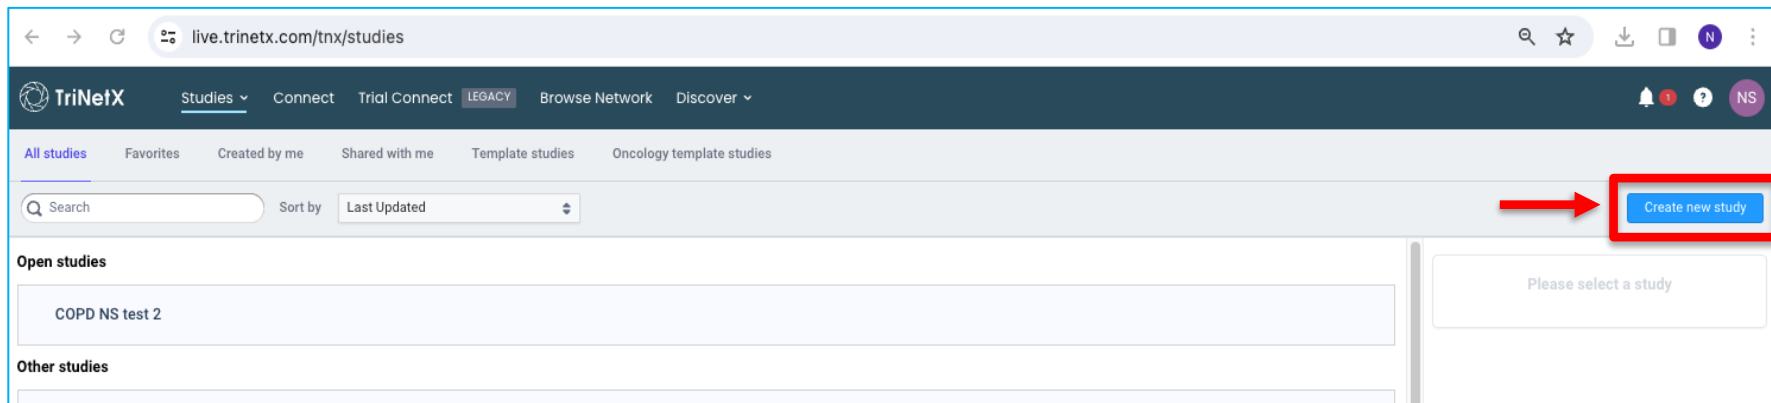 live.trinetx.com/tnx/studies
N
TriNetX Studies Connect Trial Connect LEGACY Browse Network Discover 1 ? NS
All studies Favorites Created by me Shared with me Template studies Oncology template studies
Search Sort by Last Updated Create new study
Open studies
Please select a study
COPD NS test 2
Other studies